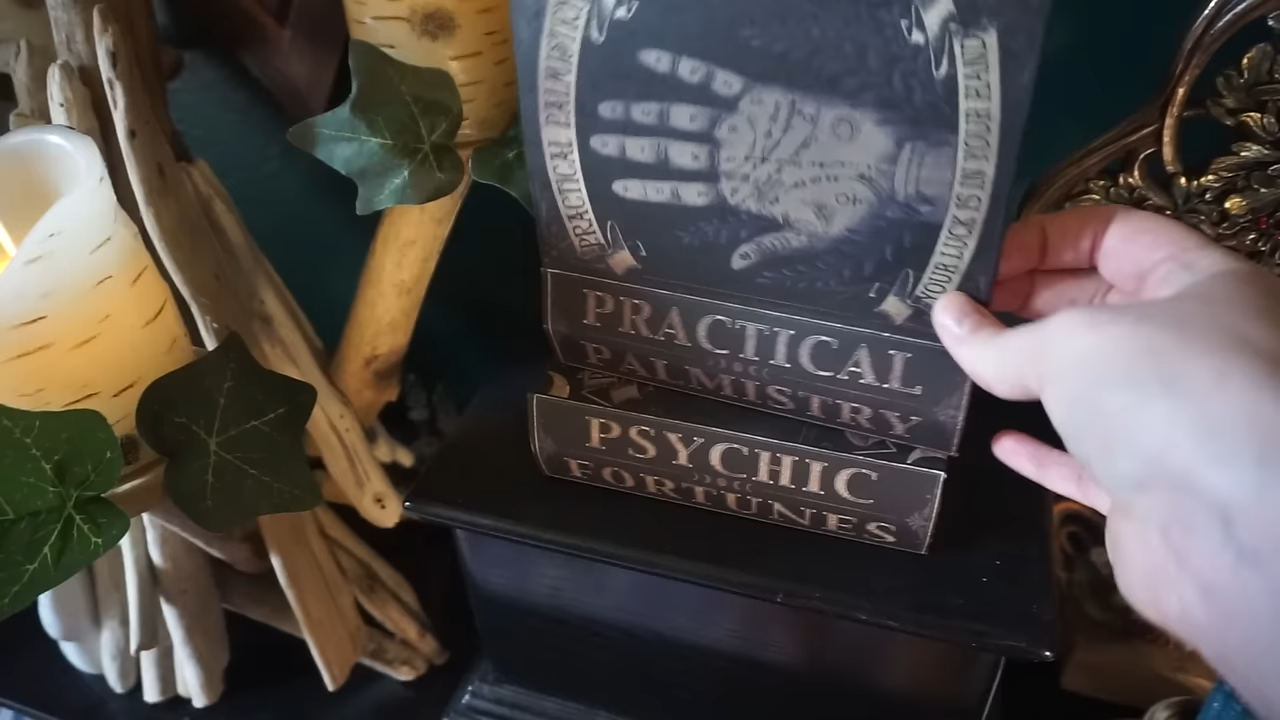 PRACTICAL PALMISTRY
YOUR LUCK IS IN YOUR HAND
PRACTICAL
PALMISTRY
PSYCHIC
FORTUNES